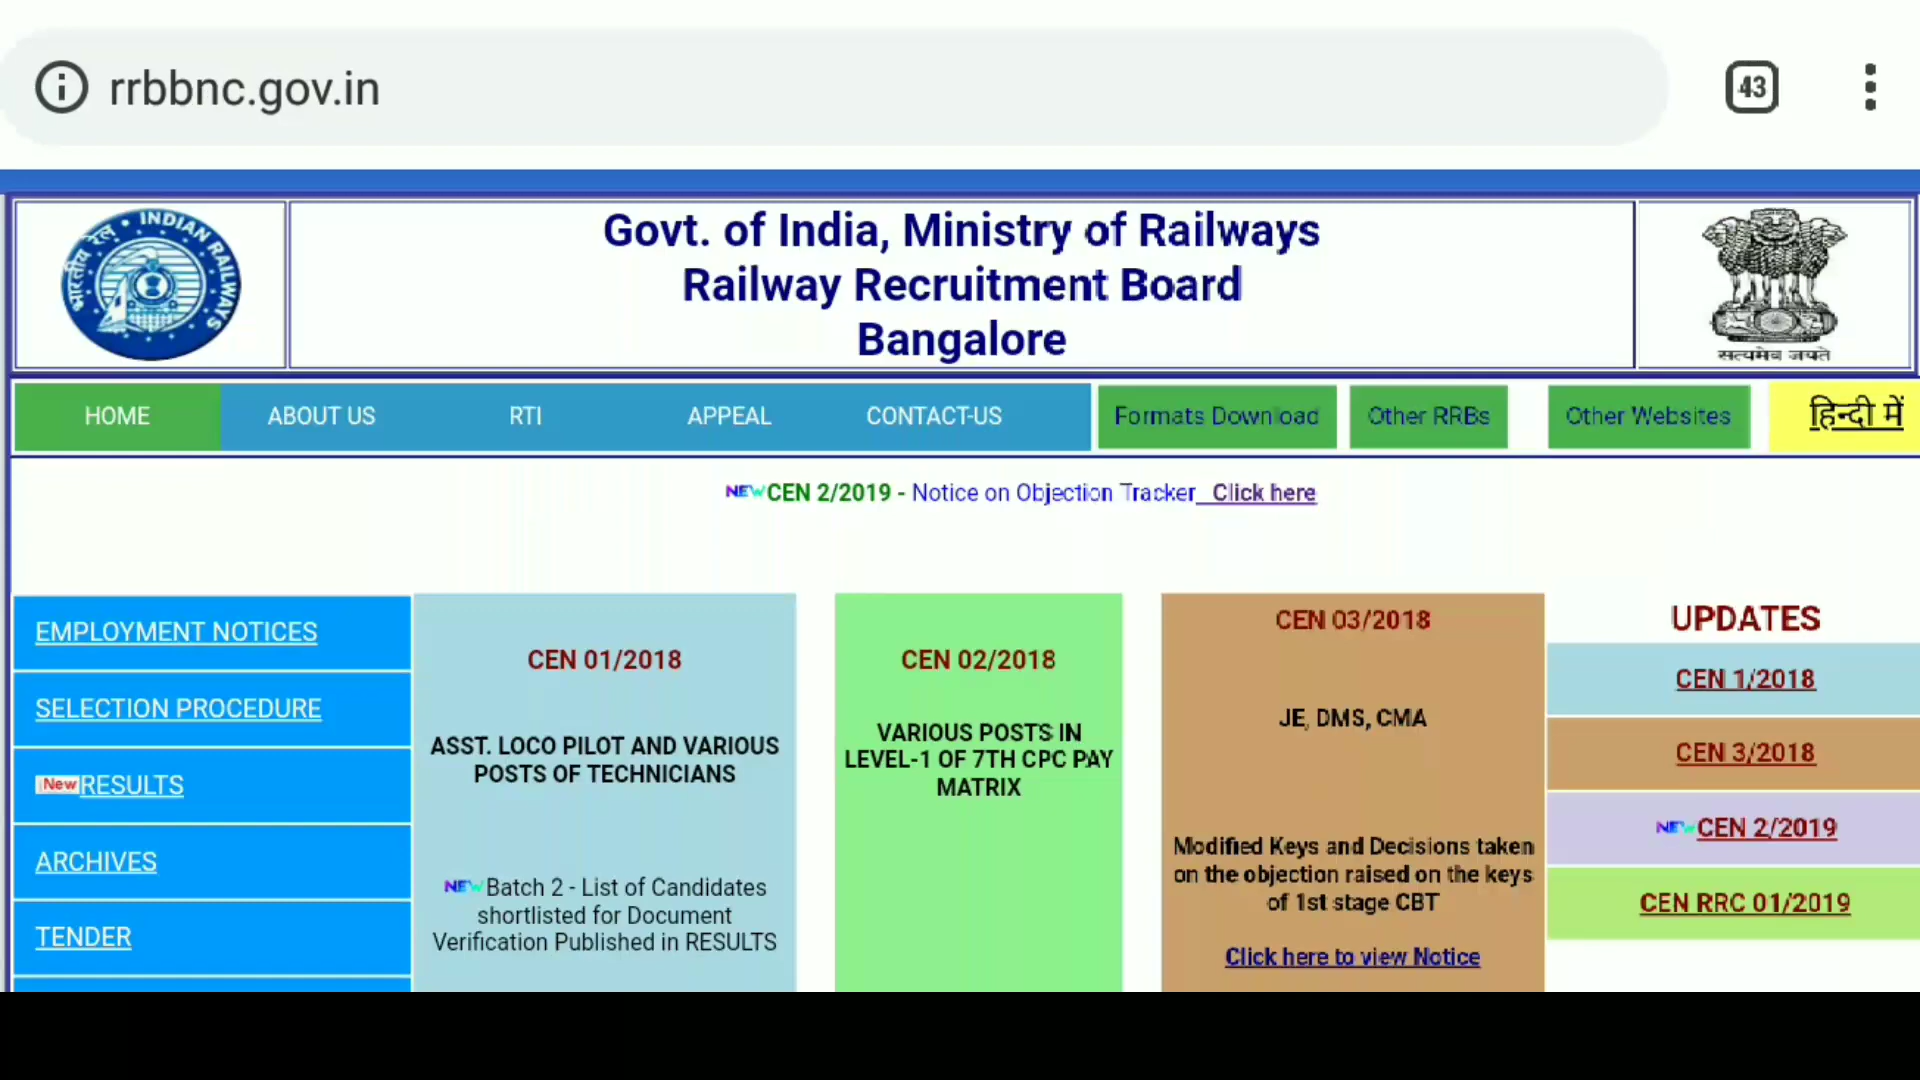 rrbbnc.gov.in
43
INDIAN RAILWAYS
भारतीय रेल
Govt. of India, Ministry of Railways
Railway Recruitment Board
Bangalore
सत्यमेव जयते
HOME
ABOUT US
RTI
APPEAL
CONTACT-US
Formats Download
Other RRBs
Other Websites
हिन्दी में
NEW CEN 2/2019 - Notice on Objection Tracker Click here
EMPLOYMENT NOTICES
SELECTION PROCEDURE
New RESULTS
ARCHIVES
TENDER
CEN 01/2018
ASST. LOCO PILOT AND VARIOUS
POSTS OF TECHNICIANS
NEW Batch 2 - List of Candidates
shortlisted for Document
Verification Published in RESULTS
CEN 02/2018
VARIOUS POSTS IN
LEVEL-1 OF 7TH CPC PAY
MATRIX
CEN 03/2018
JE, DMS, CMA
Modified Keys and Decisions taken
on the objection raised on the keys
of 1st stage CBT
Click here to view Notice
UPDATES
CEN 1/2018
CEN 3/2018
NEW CEN 2/2019
CEN RRC 01/2019